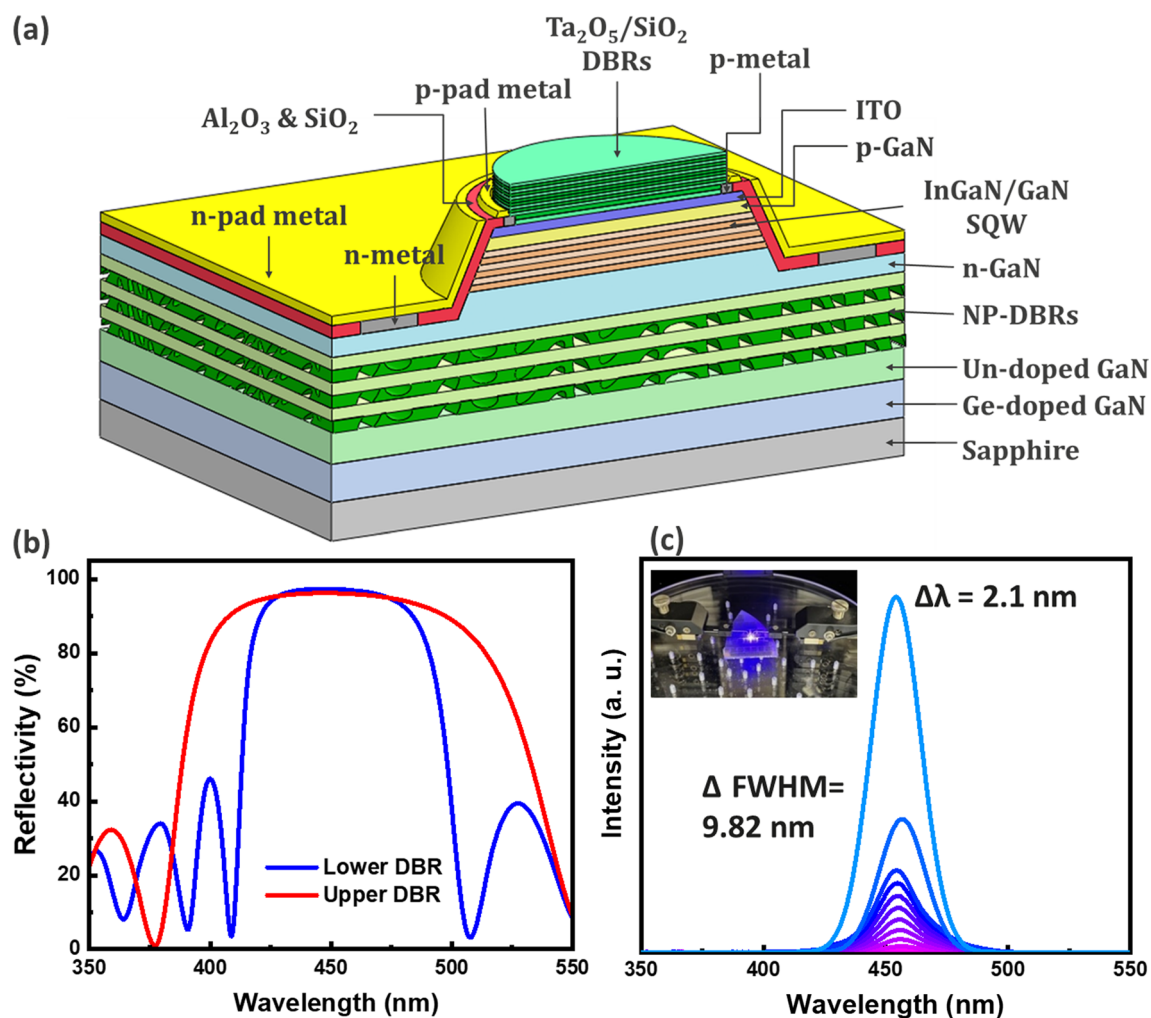 (a)
Ta₂O₅/SiO₂
DBRs
p-metal
p-pad metal
ITO
Al₂O₃ & SiO₂
p-GaN
InGaN/GaN
SQW
n-pad metal
n-metal
n-GaN
NP-DBRs
Un-doped GaN
Ge-doped GaN
Sapphire
(b)
100
80
60
40
20
0
Reflectivity (%)
Lower DBR
Upper DBR
350
400
450
500
550
Wavelength (nm)
(c)
Δλ = 2.1 nm
Δ FWHM=
9.82 nm
Intensity (a. u.)
350
400
450
500
550
Wavelength (nm)